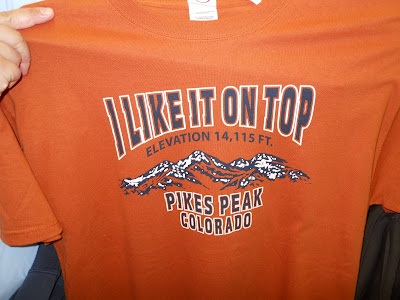 I LIKE IT ON TOP
ELEVATION 14,115 FT.
PIKES PEAK
COLORADO